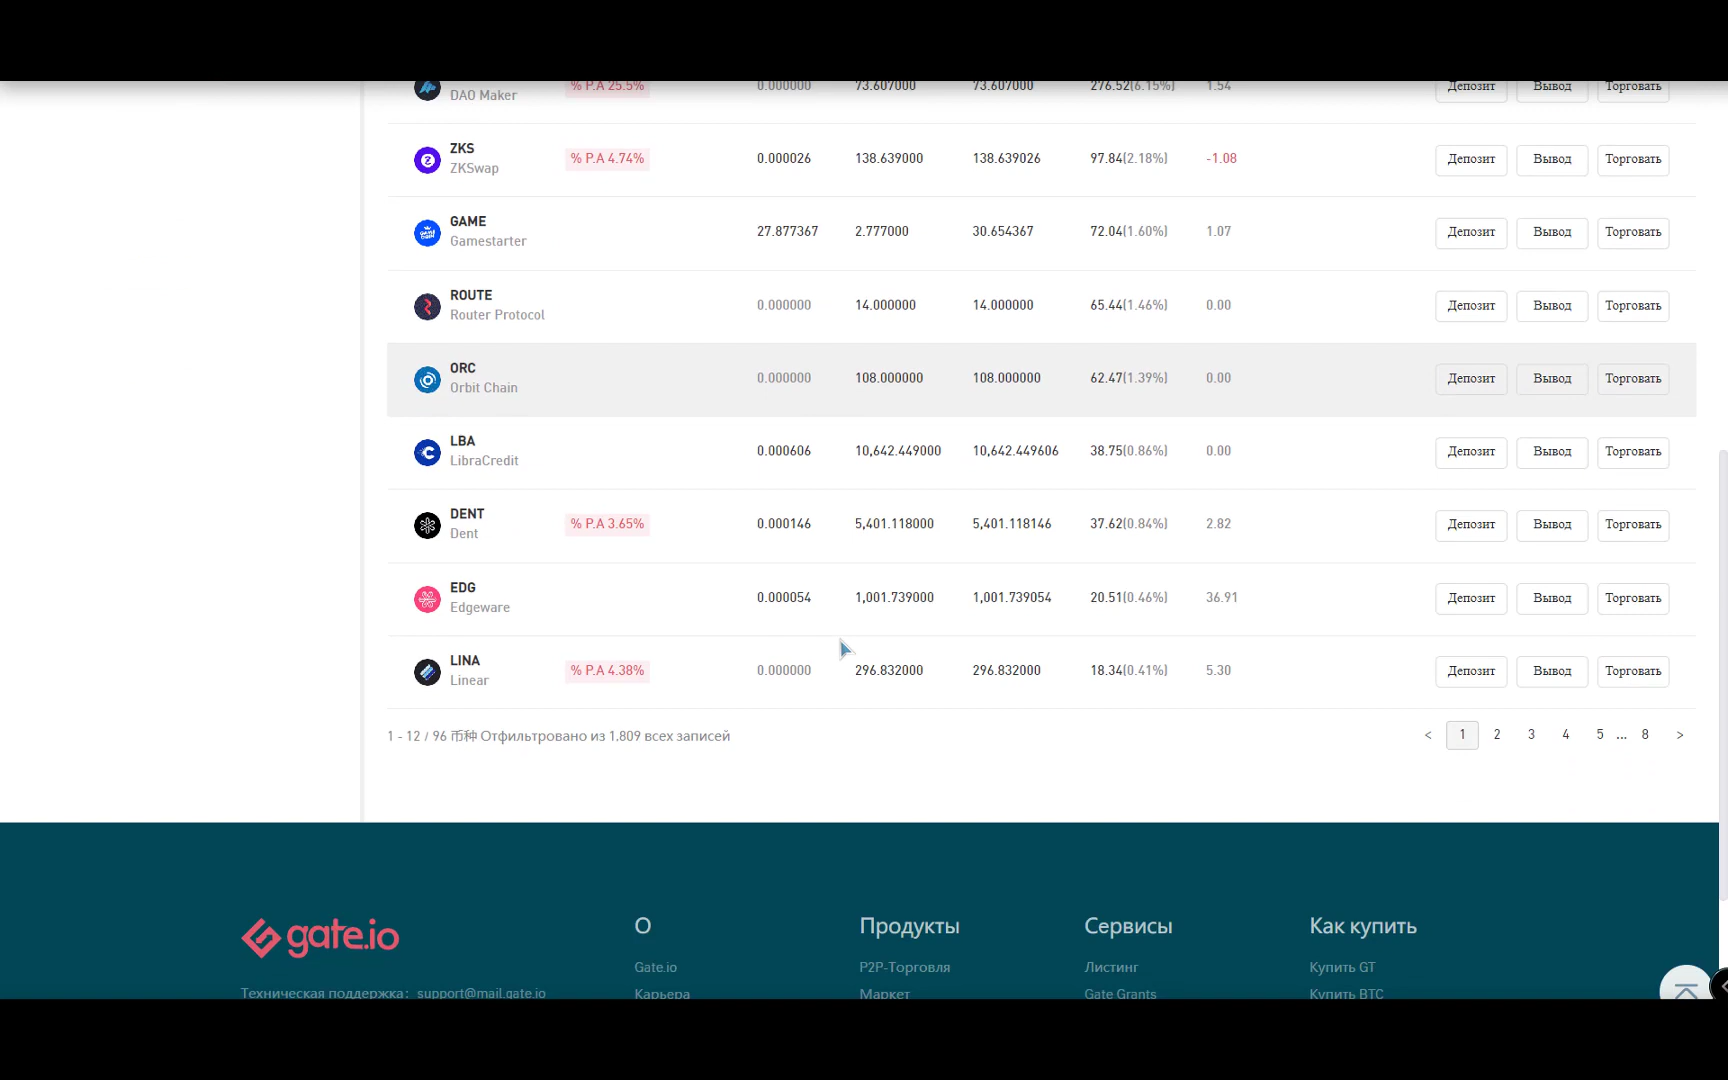 % P.A 25.5% 0.000000 73.607000 73.607000 276.52(6.15%) 1.54 Депозит Вывод Торговать
DAO Maker
ZKS
ZKSwap % P.A 4.74% 0.000026 138.639000 138.639026 97.84(2.18%) -1.08 Депозит Вывод Торговать
GAME
Gamestarter 27.877367 2.777000 30.654367 72.04(1.60%) 1.07 Депозит Вывод Торговать
ROUTE
Router Protocol 0.000000 14.000000 14.000000 65.44(1.46%) 0.00 Депозит Вывод Торговать
ORC
Orbit Chain 0.000000 108.000000 108.000000 62.47(1.39%) 0.00 Депозит Вывод Торговать
LBA
LibraCredit 0.000606 10,642.449000 10,642.449606 38.75(0.86%) 0.00 Депозит Вывод Торговать
DENT
Dent % P.A 3.65% 0.000146 5,401.118000 5,401.118146 37.62(0.84%) 2.82 Депозит Вывод Торговать
EDG
Edgeware 0.000054 1,001.739000 1,001.739054 20.51(0.46%) 36.91 Депозит Вывод Торговать
LINA
Linear % P.A 4.38% 0.000000 296.832000 296.832000 18.34(0.41%) 5.30 Депозит Вывод Торговать
1 - 12 / 96 币种 Отфильтровано из 1,809 всех записей < 1 2 3 4 5 ... 8 >
gate.io О Продукты Сервисы Как купить
Gate.io P2P-Торговля Листинг Купить GT
Техническая поддержка: support@mail.gate.io Карьера Маркет Gate Grants Купить BTC